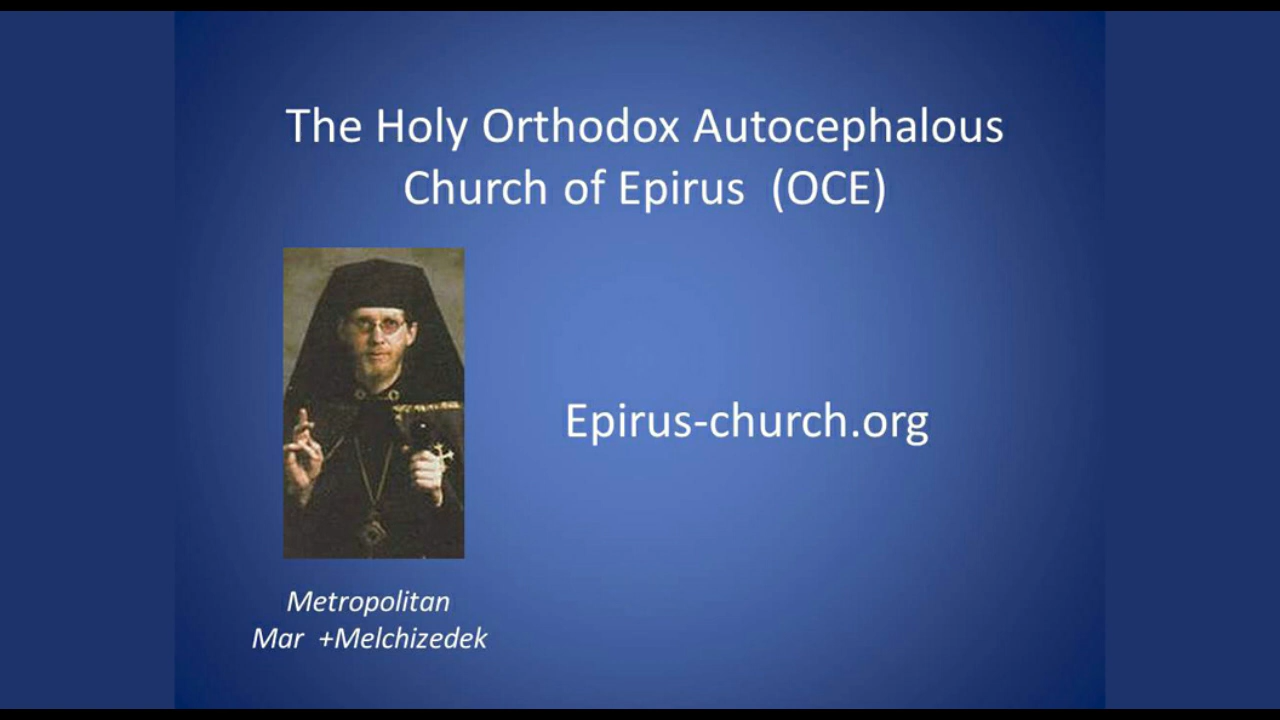 The Holy Orthodox Autocephalous
Church of Epirus (OCE)
Epirus-church.org
Metropolitan
Mar +Melchizedek